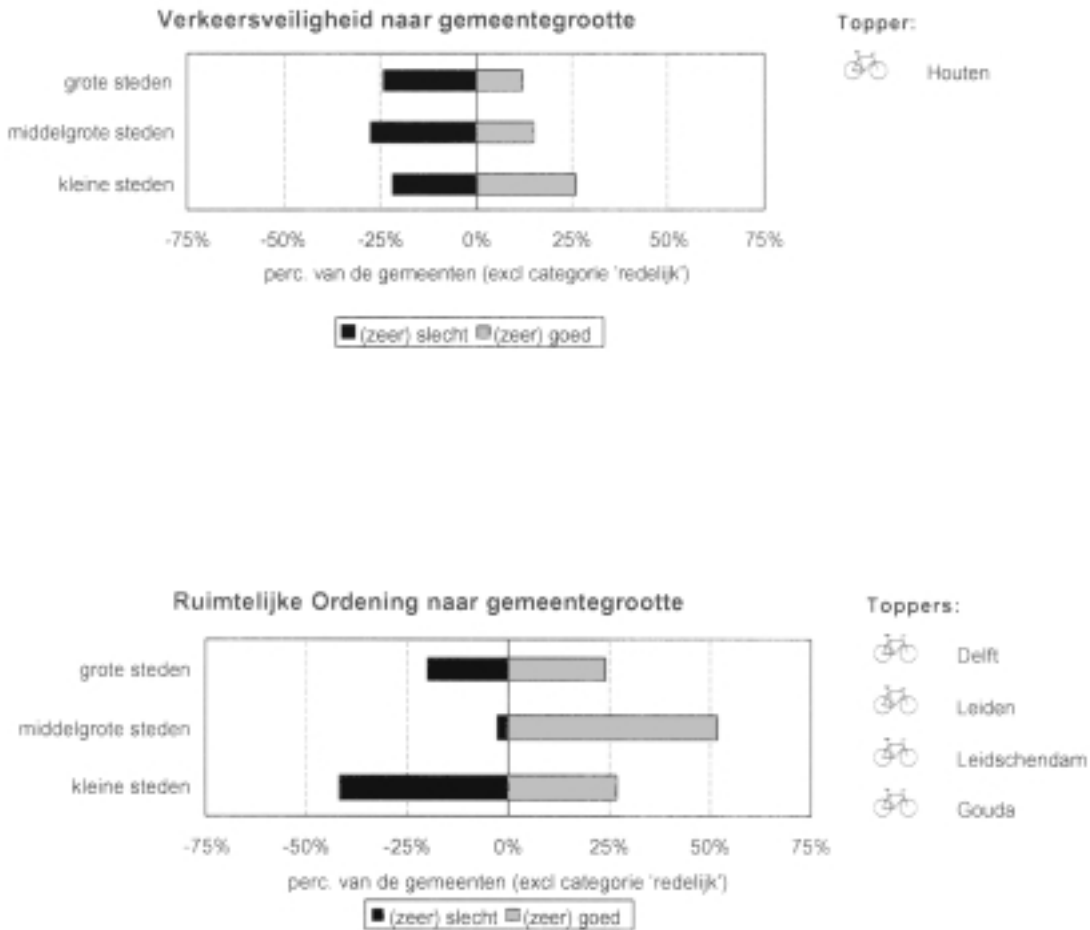 Verkeersveiligheid naar gemeentegrootte
Topper:
Houten
grote steden
middelgrote steden
kleine steden
-75% -50% -25% 0% 25% 50% 75%
perc. van de gemeenten (excl categorie 'redelijk')
(zeer) slecht (zeer) goed
Ruimtelijke Ordening naar gemeentegrootte
Toppers:
Delft
Leiden
Leidschendam
Gouda
grote steden
middelgrote steden
kleine steden
-75% -50% -25% 0% 25% 50% 75%
perc. van de gemeenten (excl categorie 'redelijk')
(zeer) slecht (zeer) goed